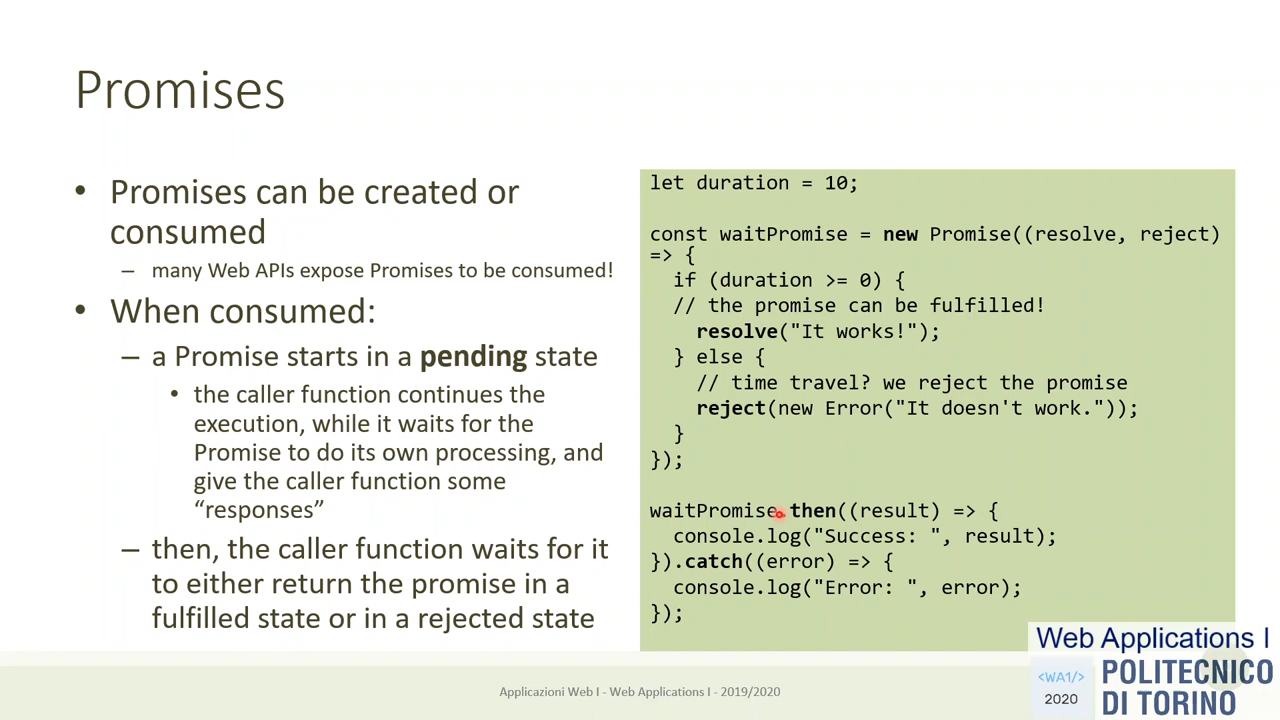 Promises
• Promises can be created or
consumed
– many Web APIs expose Promises to be consumed!
• When consumed:
– a Promise starts in a pending state
• the caller function continues the
execution, while it waits for the
Promise to do its own processing, and
give the caller function some
“responses”
– then, the caller function waits for it
to either return the promise in a
fulfilled state or in a rejected state
let duration = 10;
const waitPromise = new Promise((resolve, reject)
=> {
if (duration >= 0) {
// the promise can be fulfilled!
resolve("It works!");
} else {
// time travel? we reject the promise
reject(new Error("It doesn't work."));
}
});
waitPromise.then((result) => {
console.log("Success: ", result);
}).catch((error) => {
console.log("Error: ", error);
});
Applicazioni Web I - Web Applications I - 2019/2020
Web Applications I
<WA1/>
2020
POLITECNICO
DI TORINO